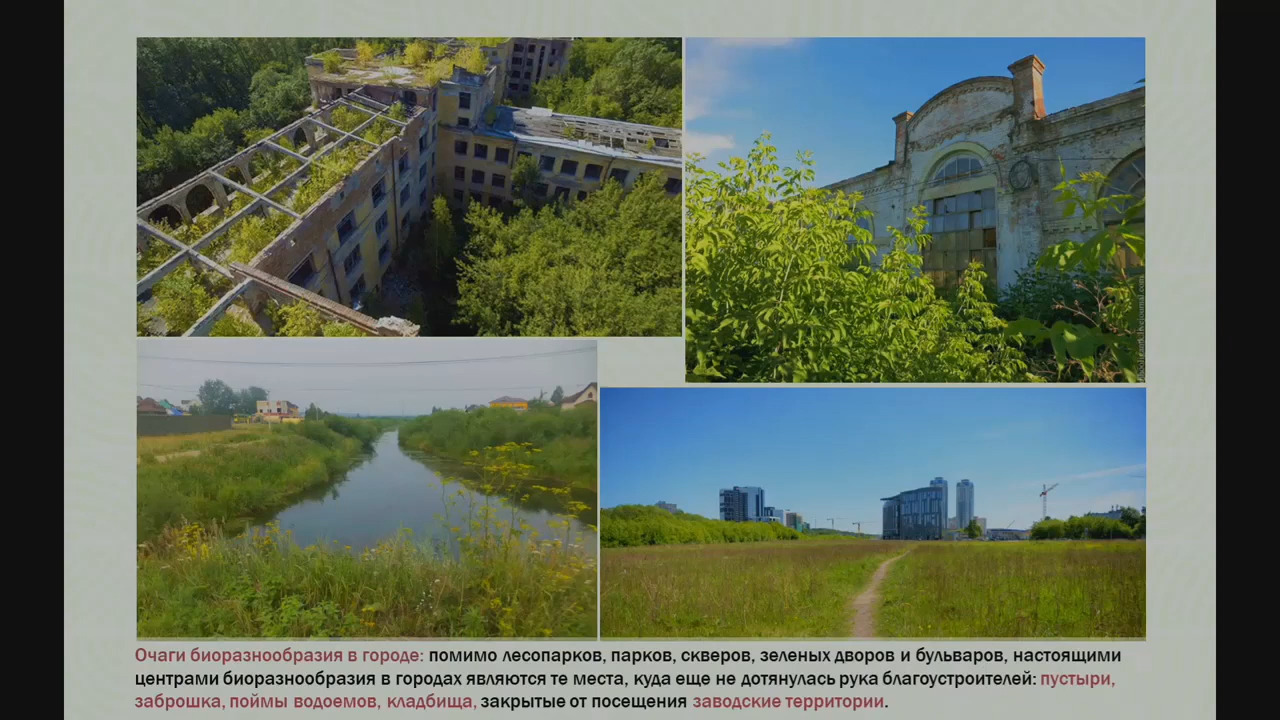 Очаги биоразнообразия в городе: помимо лесопарков, парков, скверов, зеленых дворов и бульваров, настоящими
центрами биоразнообразия в городах являются те места, куда еще не дотянулась рука благоустроителей: пустыри,
заброшка, поймы водоемов, кладбища, закрытые от посещения заводские территории.